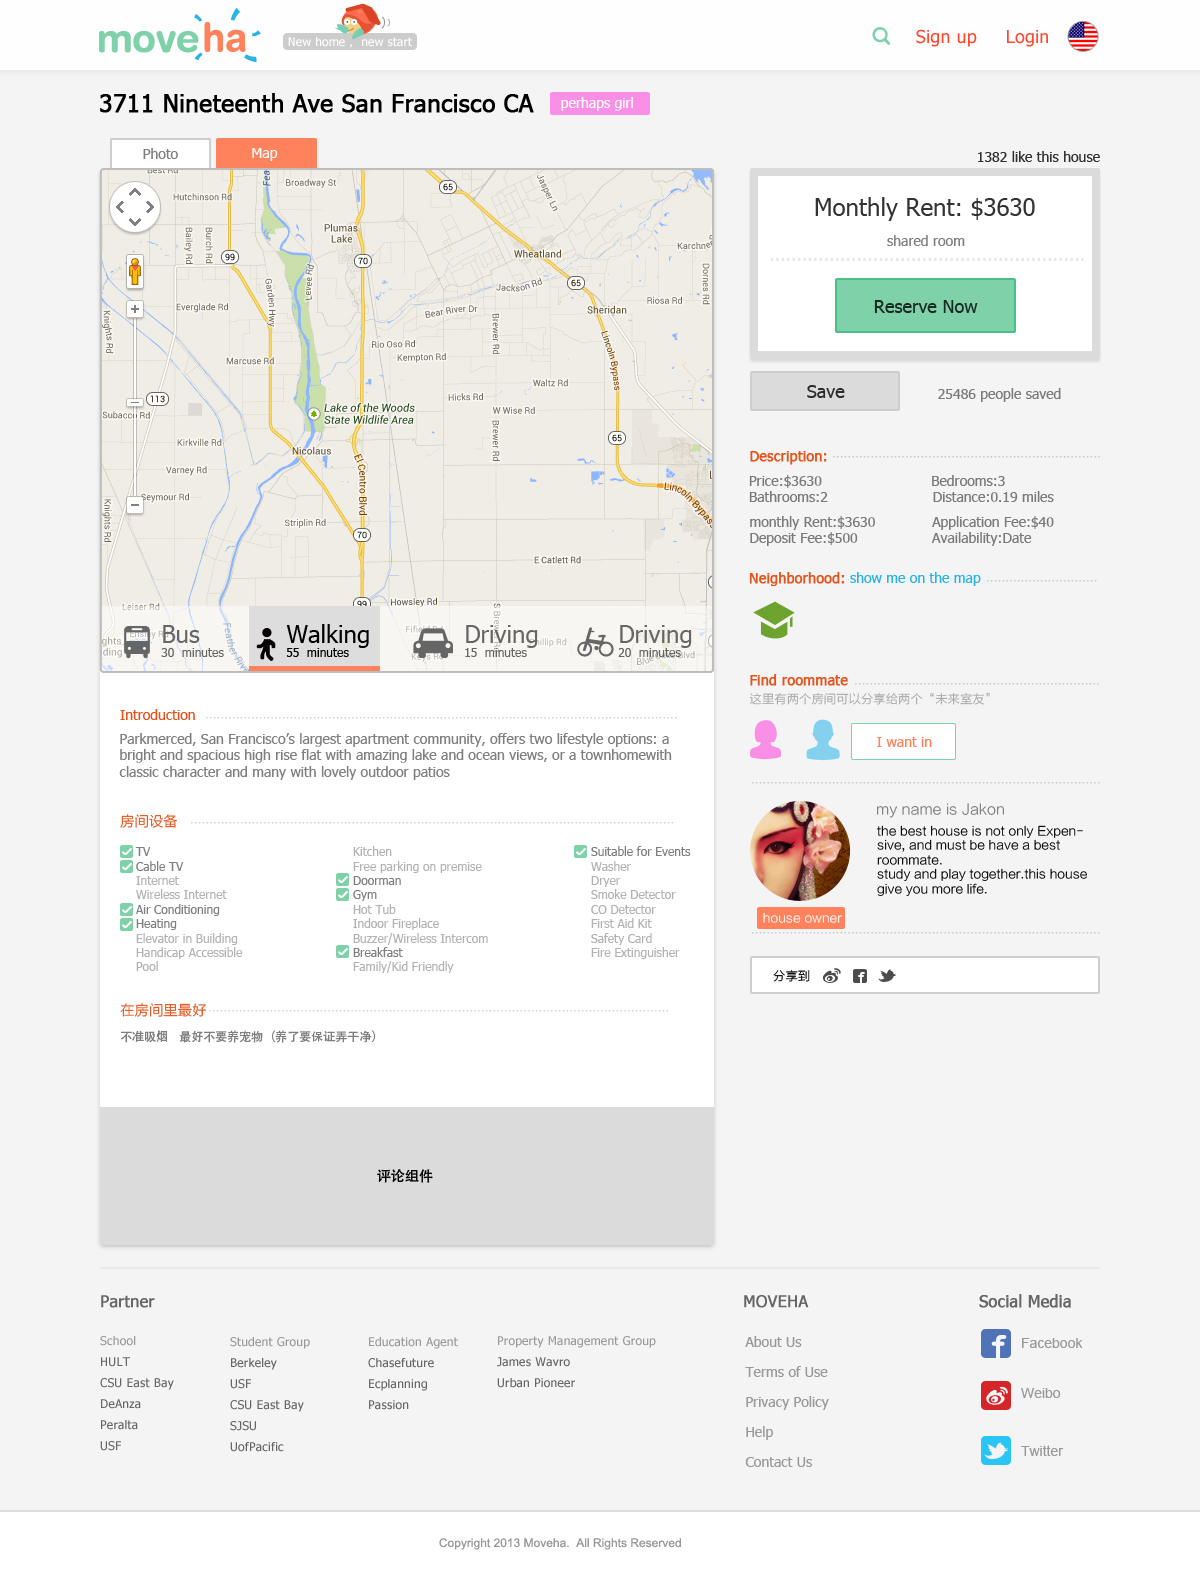 moveha
New home , new start
Sign up
Login
3711 Nineteenth Ave San Francisco CA
perhaps girl
Photo
Map
1382 like this house
Best Rd
Broadway St
65
Jasper Ln
Hutchinson Rd
Plumas
Lake
Bailey Rd
Burch Rd
99
70
Wheatland
Karchne
Dornes Rd
Levee Rd
Garden Hwy
Jackson Rd
65
Riosa Rd
Everglade Rd
Bear River Dr
Sheridan
Knights Rd
Brewer Rd
Rio Oso Rd
Kempton Rd
Marcuse Rd
Lincoln Bypass
Waltz Rd
113
Hicks Rd
Subaco Rd
Lake of the Woods
State Wildlife Area
W Wise Rd
Brewer Rd
Kirkville Rd
Nicolaus
65
Varney Rd
El Centro Blvd
Seymour Rd
Lincoln Bypass
Knights Rd
Striplin Rd
70
E Catlett Rd
99
Leiser Rd
Howsley Rd
Feather River
Bus
30 minutes
Walking
55 minutes
Driving
15 minutes
Driving
20 minutes
Monthly Rent: $3630
shared room
Reserve Now
Save
25486 people saved
Description:
Price:$3630
Bedrooms:3
Bathrooms:2
Distance:0.19 miles
monthly Rent:$3630
Application Fee:$40
Deposit Fee:$500
Availability:Date
Neighborhood: show me on the map
Find roommate
这里有两个房间可以分享给两个“未来室友”
I want in
my name is Jakon
the best house is not only Expen-
sive, and must be have a best
roommate.
study and play together.this house
give you more life.
house owner
分享到
Introduction
Parkmerced, San Francisco’s largest apartment community, offers two lifestyle options: a
bright and spacious high rise flat with amazing lake and ocean views, or a townhomewith
classic character and many with lovely outdoor patios
房间设备
TV
Cable TV
Internet
Wireless Internet
Air Conditioning
Heating
Elevator in Building
Handicap Accessible
Pool
Kitchen
Free parking on premise
Doorman
Gym
Hot Tub
Indoor Fireplace
Buzzer/Wireless Intercom
Breakfast
Family/Kid Friendly
Suitable for Events
Washer
Dryer
Smoke Detector
CO Detector
First Aid Kit
Safety Card
Fire Extinguisher
在房间里最好
不准吸烟 最好不要养宠物（养了要保证弄干净）
评论组件
Partner
School
HULT
CSU East Bay
DeAnza
Peralta
USF
Student Group
Berkeley
USF
CSU East Bay
SJSU
UofPacific
Education Agent
Chasefuture
Ecplanning
Passion
Property Management Group
James Wavro
Urban Pioneer
MOVEHA
About Us
Terms of Use
Privacy Policy
Help
Contact Us
Social Media
Facebook
Weibo
Twitter
Copyright 2013 Moveha. All Rights Reserved